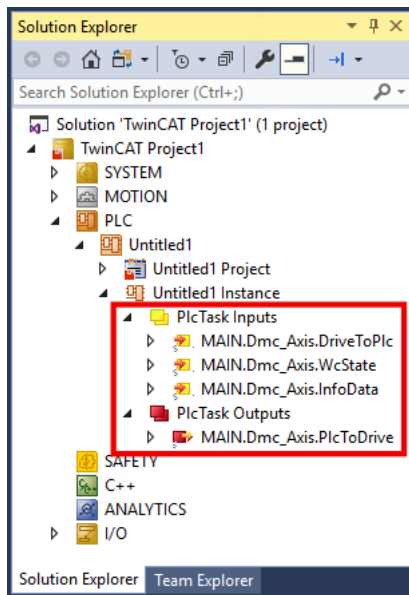 Solution Explorer
Search Solution Explorer (Ctrl+;)
Solution 'TwinCAT Project1' (1 project)
TwinCAT Project1
SYSTEM
MOTION
PLC
Untitled1
Untitled1 Project
Untitled1 Instance
PlcTask Inputs
MAIN.Dmc_Axis.DriveToPlc
MAIN.Dmc_Axis.WcState
MAIN.Dmc_Axis.InfoData
PlcTask Outputs
MAIN.Dmc_Axis.PlcToDrive
SAFETY
C++
ANALYTICS
I/O
Solution Explorer Team Explorer